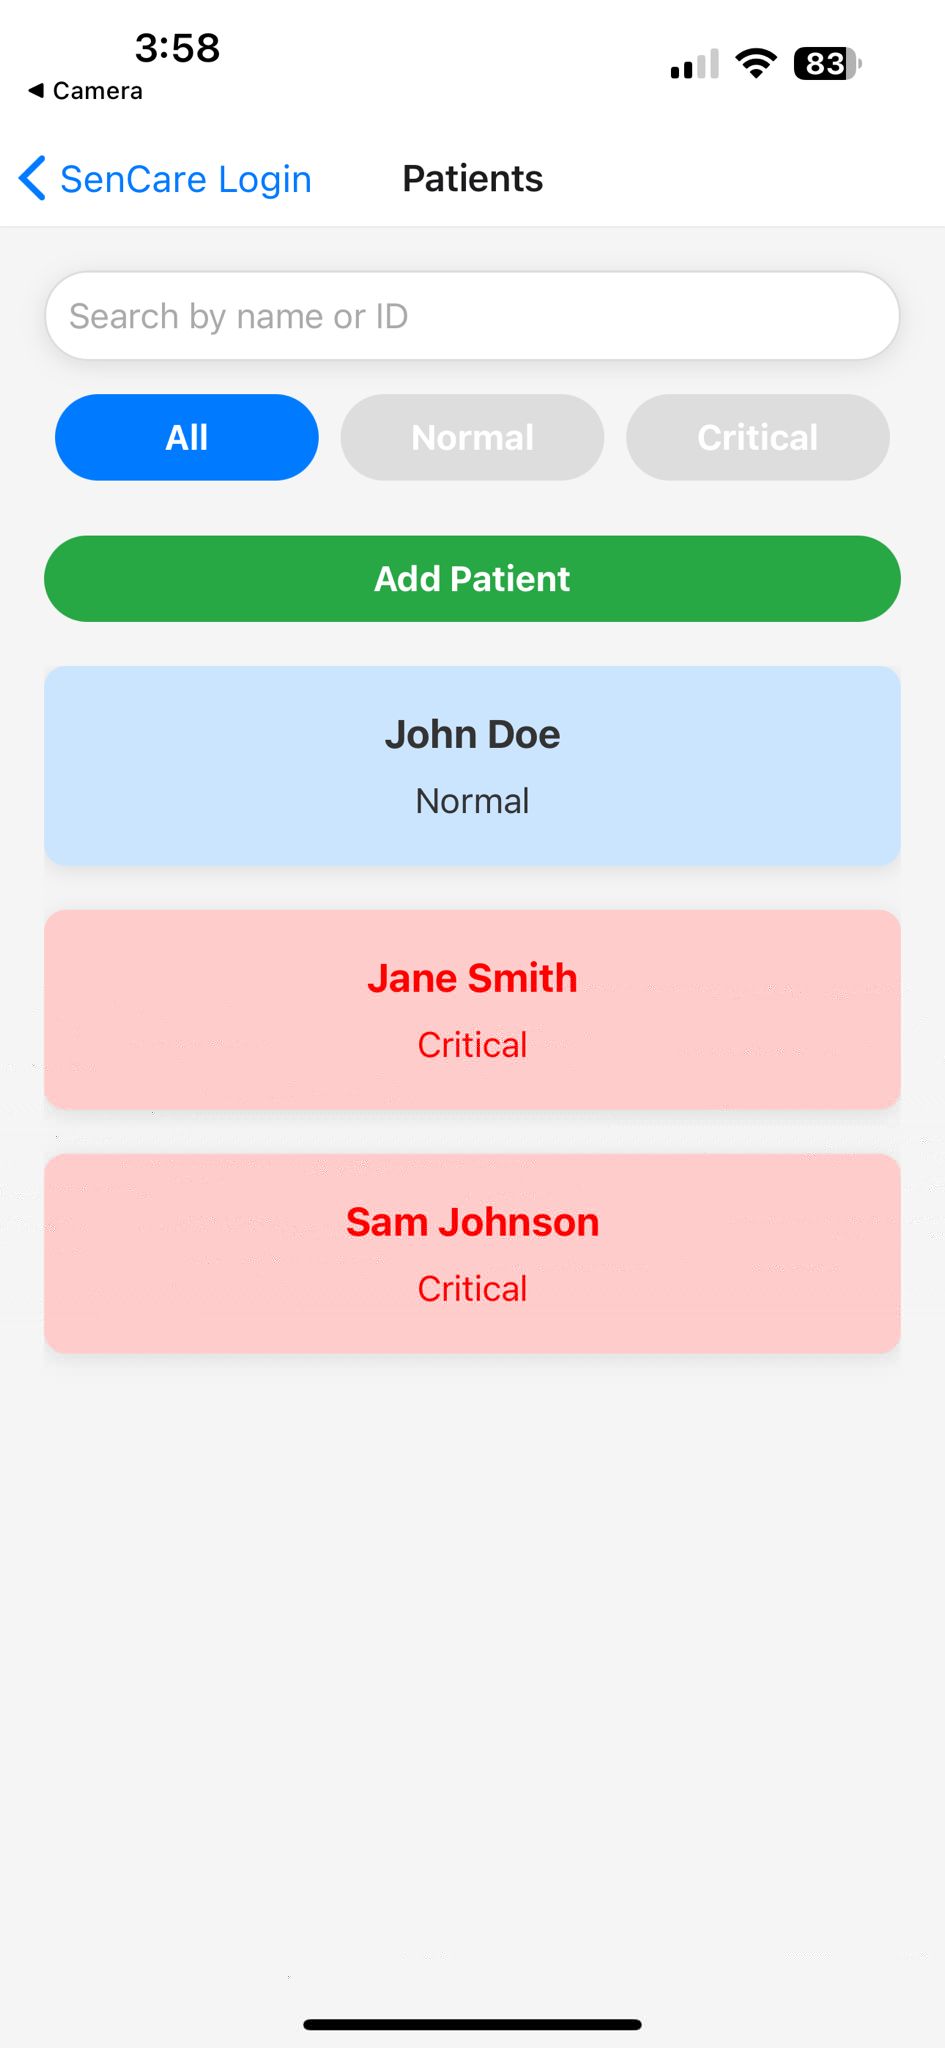 3:58
83
◀ Camera
SenCare Login
Patients
Search by name or ID
All
Normal
Critical
Add Patient
John Doe
Normal
Jane Smith
Critical
Sam Johnson
Critical